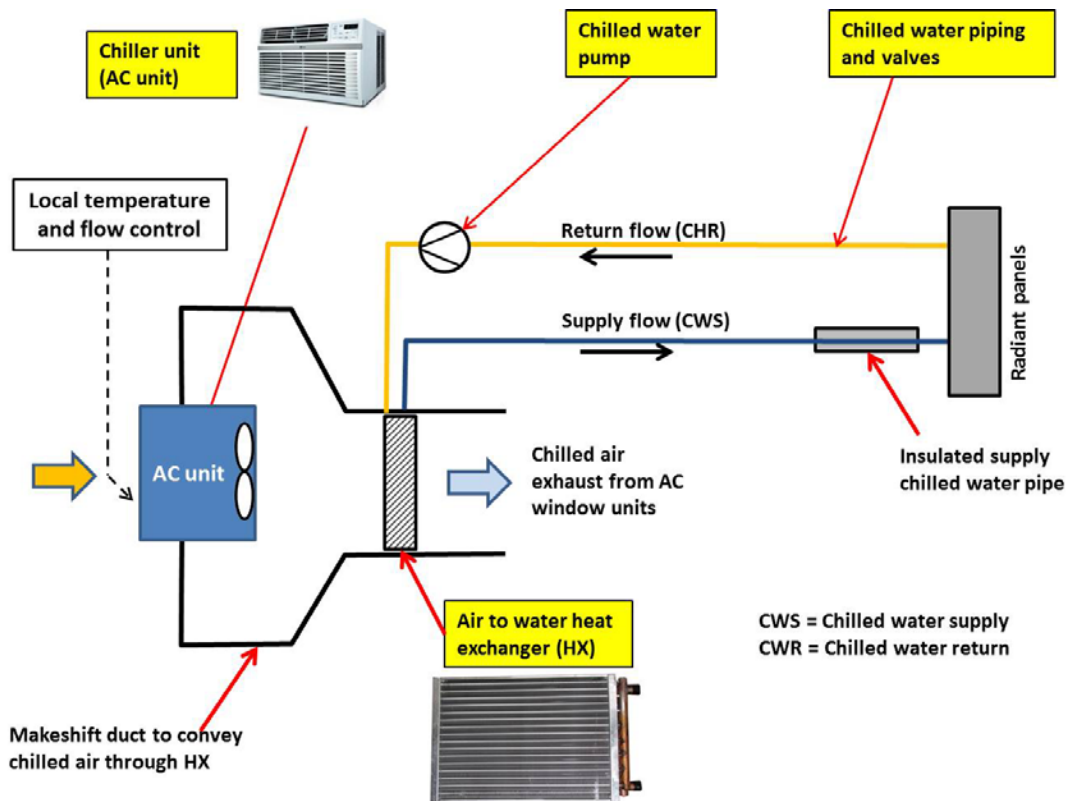 Chiller unit
(AC unit)
Chilled water
pump
Chilled water piping
and valves
Local temperature
and flow control
Return flow (CHR)
Supply flow (CWS)
Radiant panels
AC unit
Chilled air
exhaust from AC
window units
Insulated supply
chilled water pipe
Air to water heat
exchanger (HX)
CWS = Chilled water supply
CWR = Chilled water return
Makeshift duct to convey
chilled air through HX